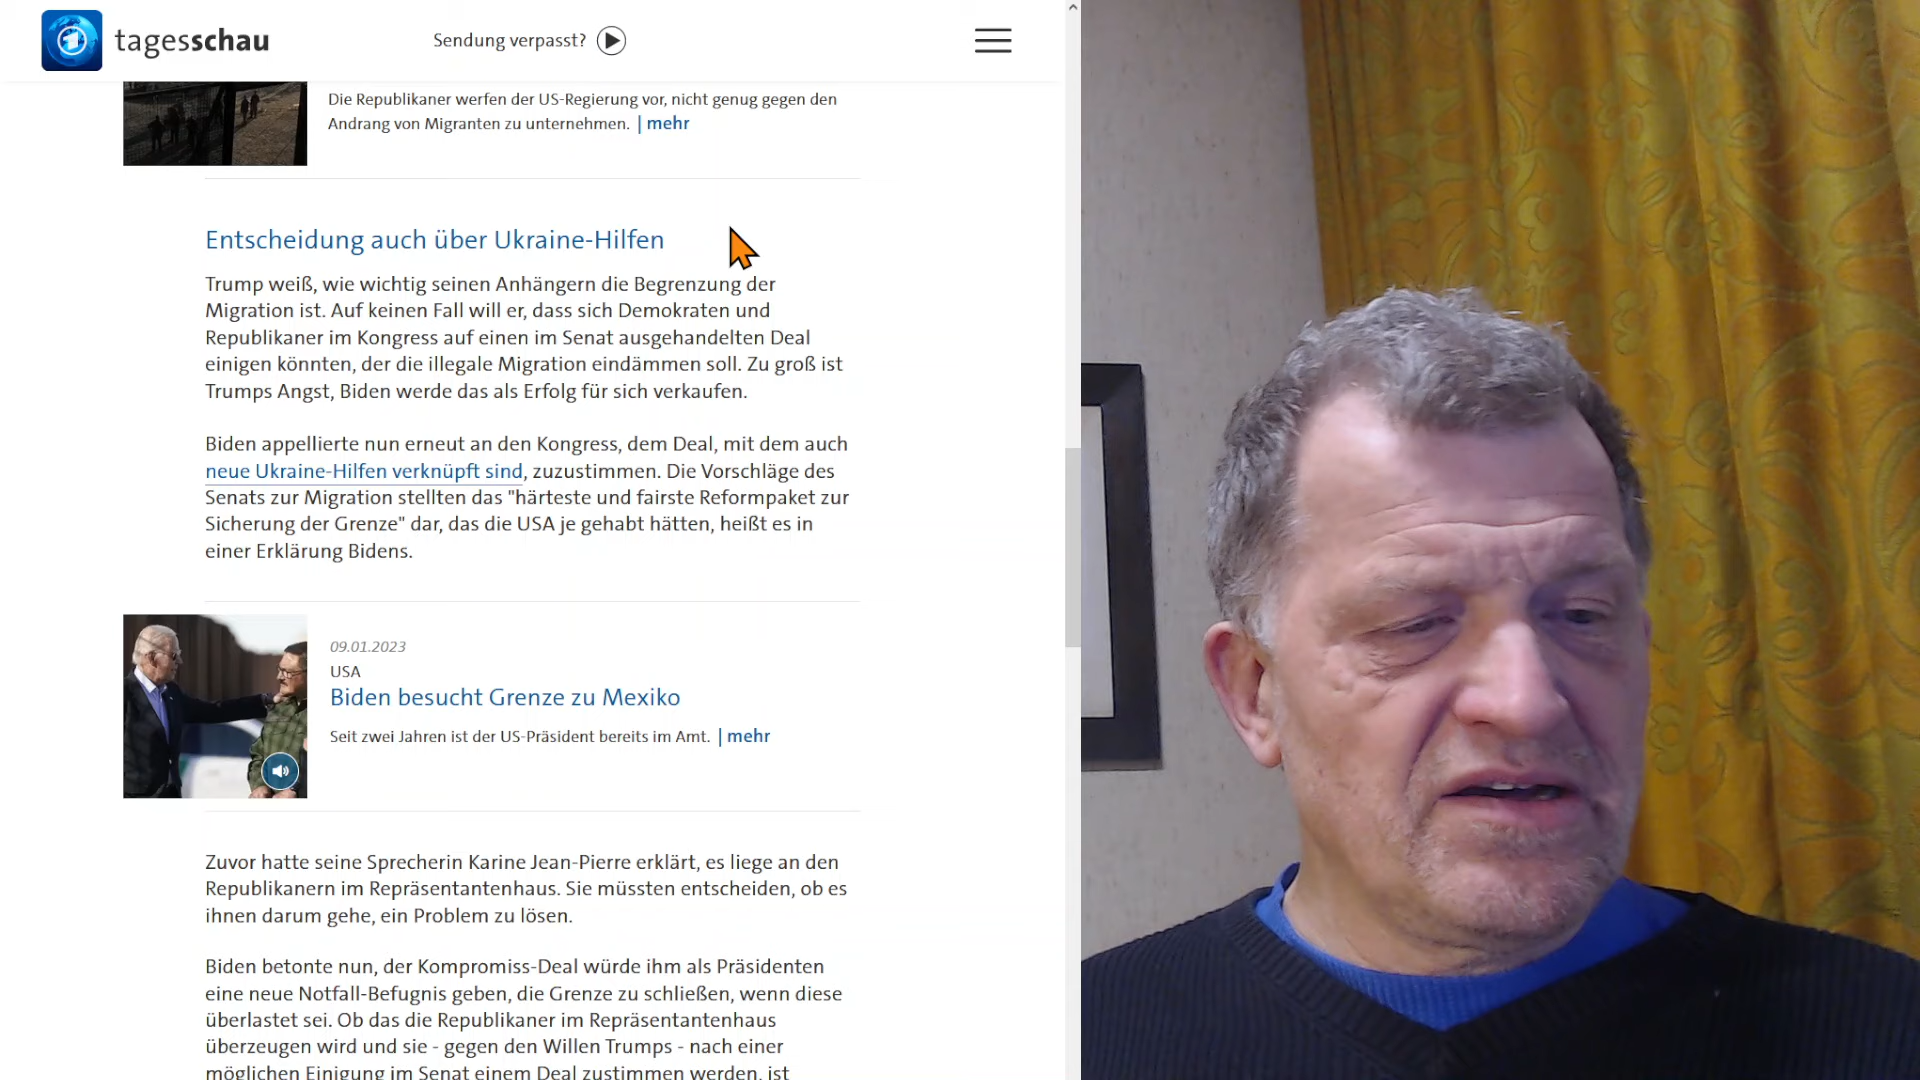 tagesschau
Sendung verpasst?
Die Republikaner werfen der US-Regierung vor, nicht genug gegen den
Andrang von Migranten zu unternehmen. | mehr
Entscheidung auch über Ukraine-Hilfen
Trump weiß, wie wichtig seinen Anhängern die Begrenzung der
Migration ist. Auf keinen Fall will er, dass sich Demokraten und
Republikaner im Kongress auf einen im Senat ausgehandelten Deal
einigen könnten, der die illegale Migration eindämmen soll. Zu groß ist
Trumps Angst, Biden werde das als Erfolg für sich verkaufen.
Biden appellierte nun erneut an den Kongress, dem Deal, mit dem auch
neue Ukraine-Hilfen verknüpft sind, zuzustimmen. Die Vorschläge des
Senats zur Migration stellten das "härteste und fairste Reformpaket zur
Sicherung der Grenze" dar, das die USA je gehabt hätten, heißt es in
einer Erklärung Bidens.
09.01.2023
USA
Biden besucht Grenze zu Mexiko
Seit zwei Jahren ist der US-Präsident bereits im Amt. | mehr
Zuvor hatte seine Sprecherin Karine Jean-Pierre erklärt, es liege an den
Republikanern im Repräsentantenhaus. Sie müssten entscheiden, ob es
ihnen darum gehe, ein Problem zu lösen.
Biden betonte nun, der Kompromiss-Deal würde ihm als Präsidenten
eine neue Notfall-Befugnis geben, die Grenze zu schließen, wenn diese
überlastet sei. Ob das die Republikaner im Repräsentantenhaus
überzeugen wird und sie - gegen den Willen Trumps - nach einer
möglichen Einigung im Senat einem Deal zustimmen werden, ist